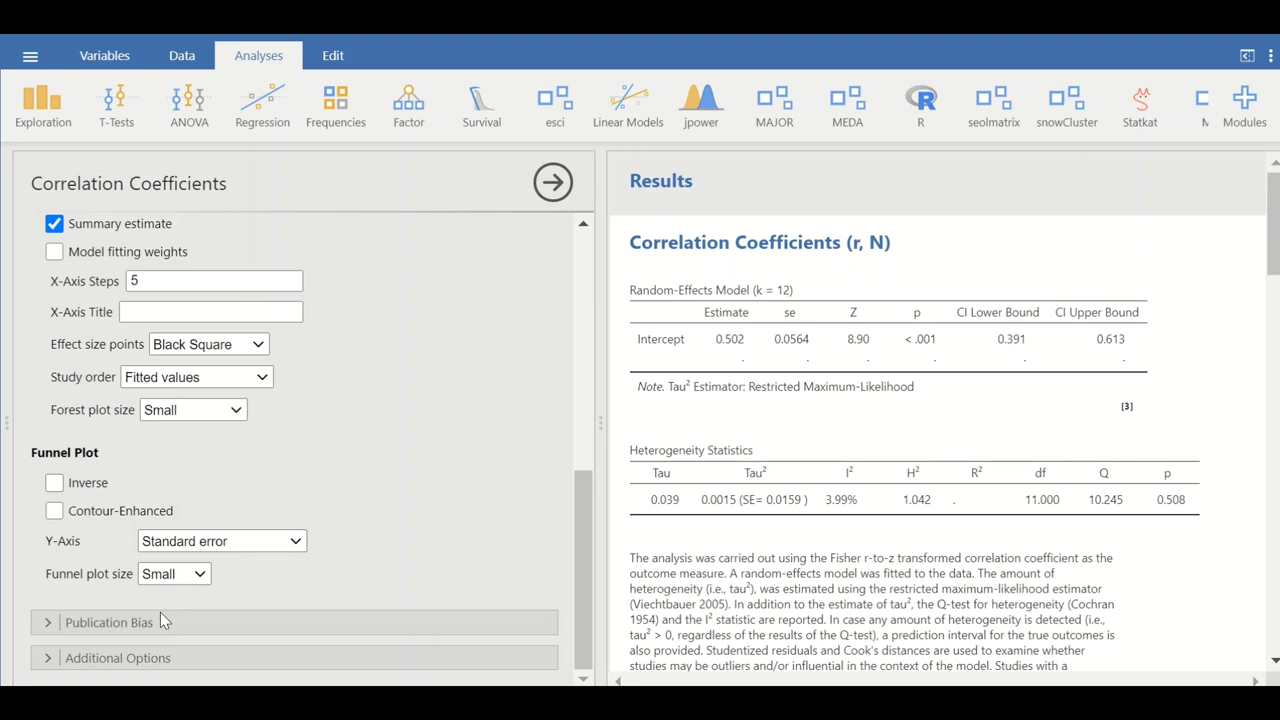 Variables Data Analyses Edit
Exploration T-Tests ANOVA Regression Frequencies Factor Survival esci Linear Models jpower MAJOR MEDA R seolmatrix snowCluster Statkat M Modules
Correlation Coefficients
Summary estimate
Model fitting weights
X-Axis Steps 5
X-Axis Title
Effect size points Black Square
Study order Fitted values
Forest plot size Small
Funnel Plot
Inverse
Contour-Enhanced
Y-Axis Standard error
Funnel plot size Small
Publication Bias
Additional Options
Results
Correlation Coefficients (r, N)
Random-Effects Model (k = 12)
Estimate se Z p CI Lower Bound CI Upper Bound
Intercept 0.502 0.0564 8.90 < .001 0.391 0.613
. . . . . .
Note. Tau² Estimator: Restricted Maximum-Likelihood
[3]
Heterogeneity Statistics
Tau Tau² I² H² R² df Q p
0.039 0.0015 (SE= 0.0159 ) 3.99% 1.042 . 11.000 10.245 0.508
The analysis was carried out using the Fisher r-to-z transformed correlation coefficient as the
outcome measure. A random-effects model was fitted to the data. The amount of
heterogeneity (i.e., tau²), was estimated using the restricted maximum-likelihood estimator
(Viechtbauer 2005). In addition to the estimate of tau², the Q-test for heterogeneity (Cochran
1954) and the I² statistic are reported. In case any amount of heterogeneity is detected (i.e.,
tau² > 0, regardless of the results of the Q-test), a prediction interval for the true outcomes is
also provided. Studentized residuals and Cook's distances are used to examine whether
studies may be outliers and/or influential in the context of the model. Studies with a